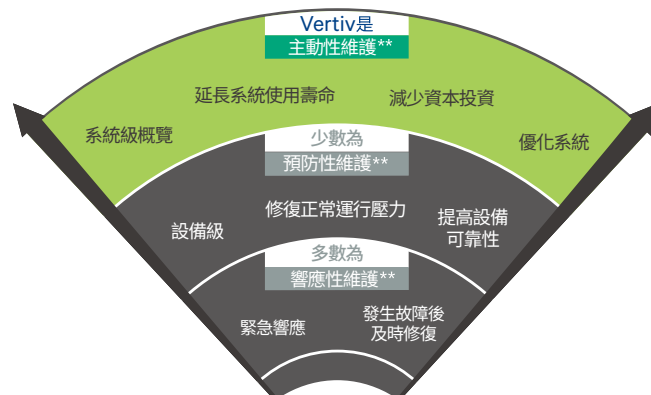 Vertiv是
主動性維護**
延長系統使用壽命
減少資本投資
系統級概覽
優化系統
少數為
預防性維護**
修復正常運行壓力
設備級
提高設備
可靠性
多數為
響應性維護**
緊急響應
發生故障後
及時修復